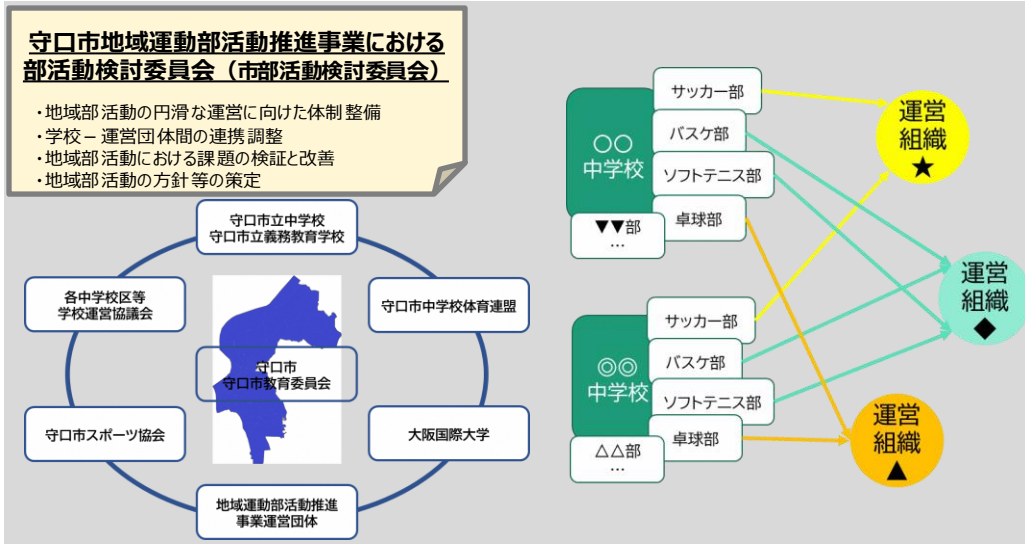 守口市地域運動部活動推進事業における
部活動検討委員会（市部活動検討委員会）
・地域部活動の円滑な運営に向けた体制整備
・学校－運営団体間の連携調整
・地域部活動における課題の検証と改善
・地域部活動の方針等の策定
守口市立中学校
守口市立義務教育学校
各中学校区等
学校運営協議会
守口市中学校体育連盟
守口市
守口市教育委員会
守口市スポーツ協会
大阪国際大学
地域運動部活動推進
事業運営団体
○○
中学校
サッカー部
バスケ部
ソフトテニス部
卓球部
▼▼部
…
◎◎
中学校
サッカー部
バスケ部
ソフトテニス部
卓球部
△△部
…
運営
組織
★
運営
組織
◆
運営
組織
▲